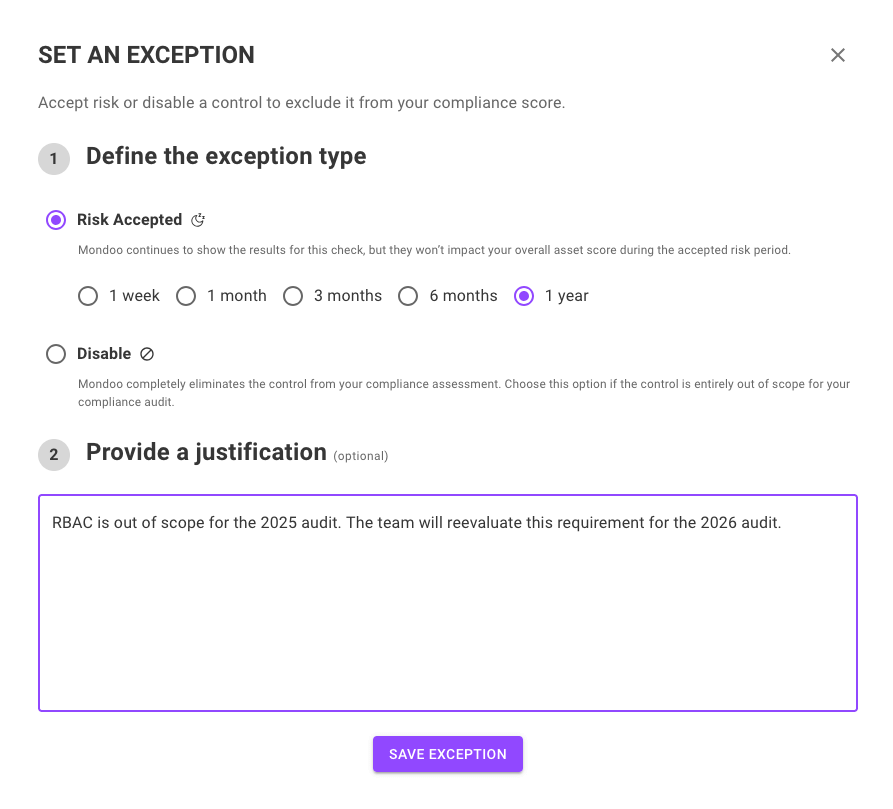 SET AN EXCEPTION
Accept risk or disable a control to exclude it from your compliance score.
1 Define the exception type
Risk Accepted
Mondoo continues to show the results for this check, but they won’t impact your overall asset score during the accepted risk period.
1 week 1 month 3 months 6 months 1 year
Disable
Mondoo completely eliminates the control from your compliance assessment. Choose this option if the control is entirely out of scope for your
compliance audit.
2 Provide a justification (optional)
RBAC is out of scope for the 2025 audit. The team will reevaluate this requirement for the 2026 audit.
SAVE EXCEPTION